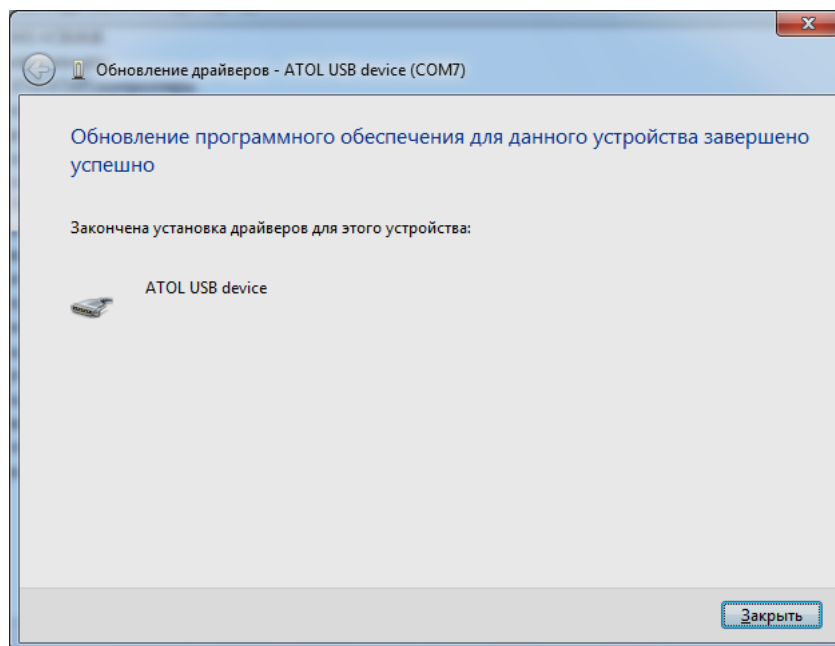 Обновление драйверов - ATOL USB device (COM7)
Обновление программного обеспечения для данного устройства завершено
успешно
Закончена установка драйверов для этого устройства:
ATOL USB device
Закрыть